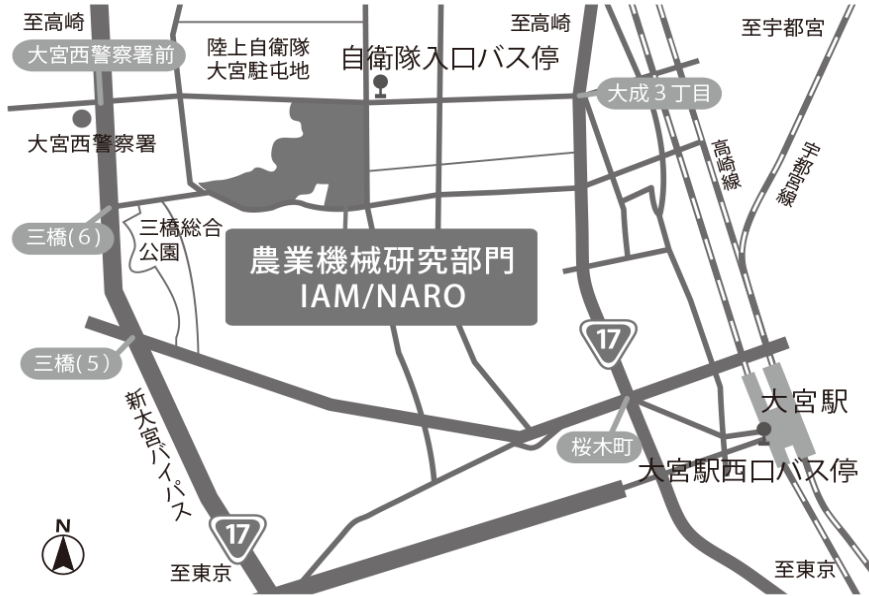 至高崎
至高崎
至宇都宮
大宮西警察署前
陸上自衛隊
大宮駐屯地
自衛隊入口バス停
大成3丁目
大宮西警察署
高崎線
宇都宮線
三橋(6)
三橋総合
公園
農業機械研究部門
IAM/NARO
17
三橋(5)
新大宮バイパス
大宮駅
桜木町
大宮駅西口バス停
N
17
至東京
至東京